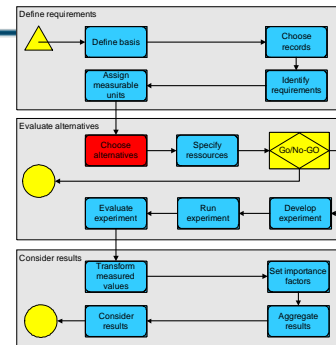 Define requirements
Define basis
Choose
records
Assign
measurable
units
Identify
requirements
Evaluate alternatives
Choose
alternatives
Specify
ressources
Go/No-GO
Evaluate
experiment
Run
experiment
Develop
experiment
Consider results
Transform
measured
values
Set importance
factors
Consider
results
Aggregate
results